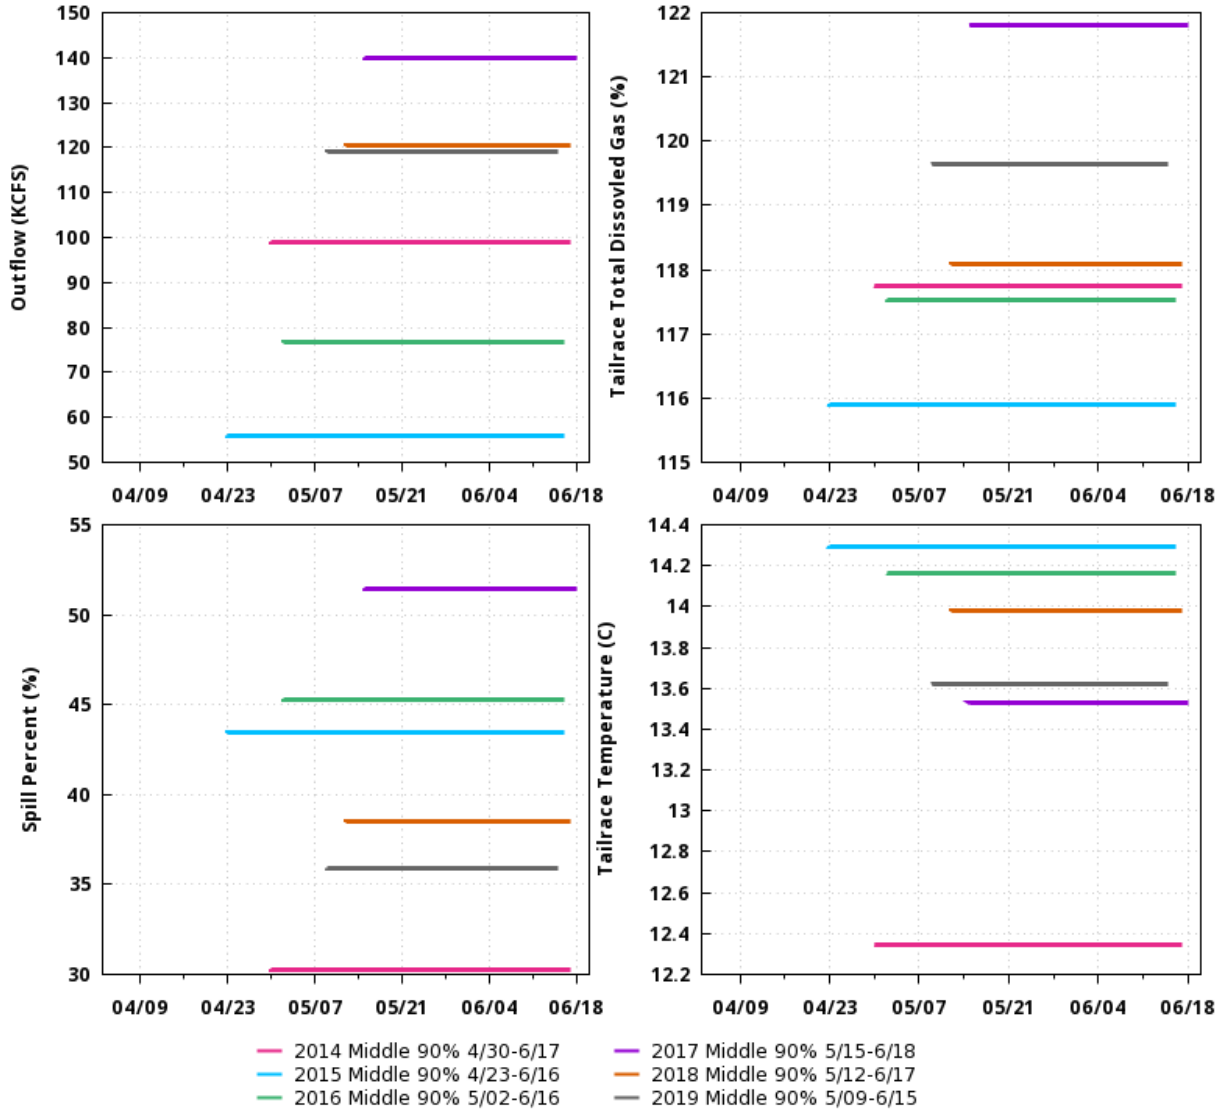 150
140
130
120
110
100
90
80
70
60
50
Outflow (KCFS)
04/09 04/23 05/07 05/21 06/04 06/18
122
121
120
119
118
117
116
115
Tailrace Total Dissovled Gas (%)
04/09 04/23 05/07 05/21 06/04 06/18
55
50
45
40
35
30
Spill Percent (%)
04/09 04/23 05/07 05/21 06/04 06/18
14.4
14.2
14
13.8
13.6
13.4
13.2
13
12.8
12.6
12.4
12.2
Tailrace Temperature (C)
04/09 04/23 05/07 05/21 06/04 06/18
2014 Middle 90% 4/30-6/17
2015 Middle 90% 4/23-6/16
2016 Middle 90% 5/02-6/16
2017 Middle 90% 5/15-6/18
2018 Middle 90% 5/12-6/17
2019 Middle 90% 5/09-6/15